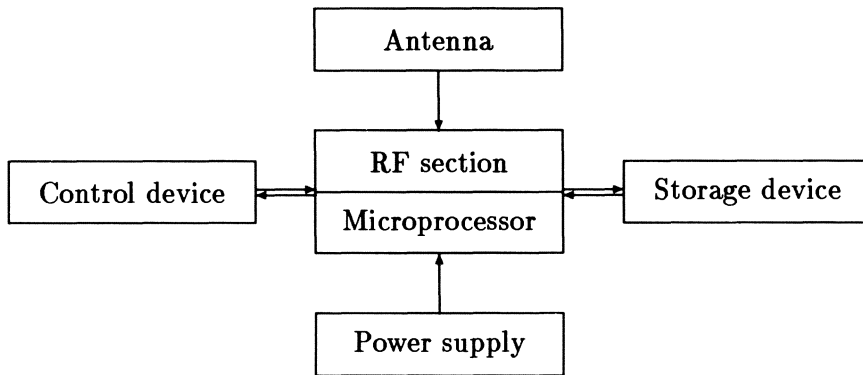 Antenna
RF section
Control device
Storage device
Microprocessor
Power supply